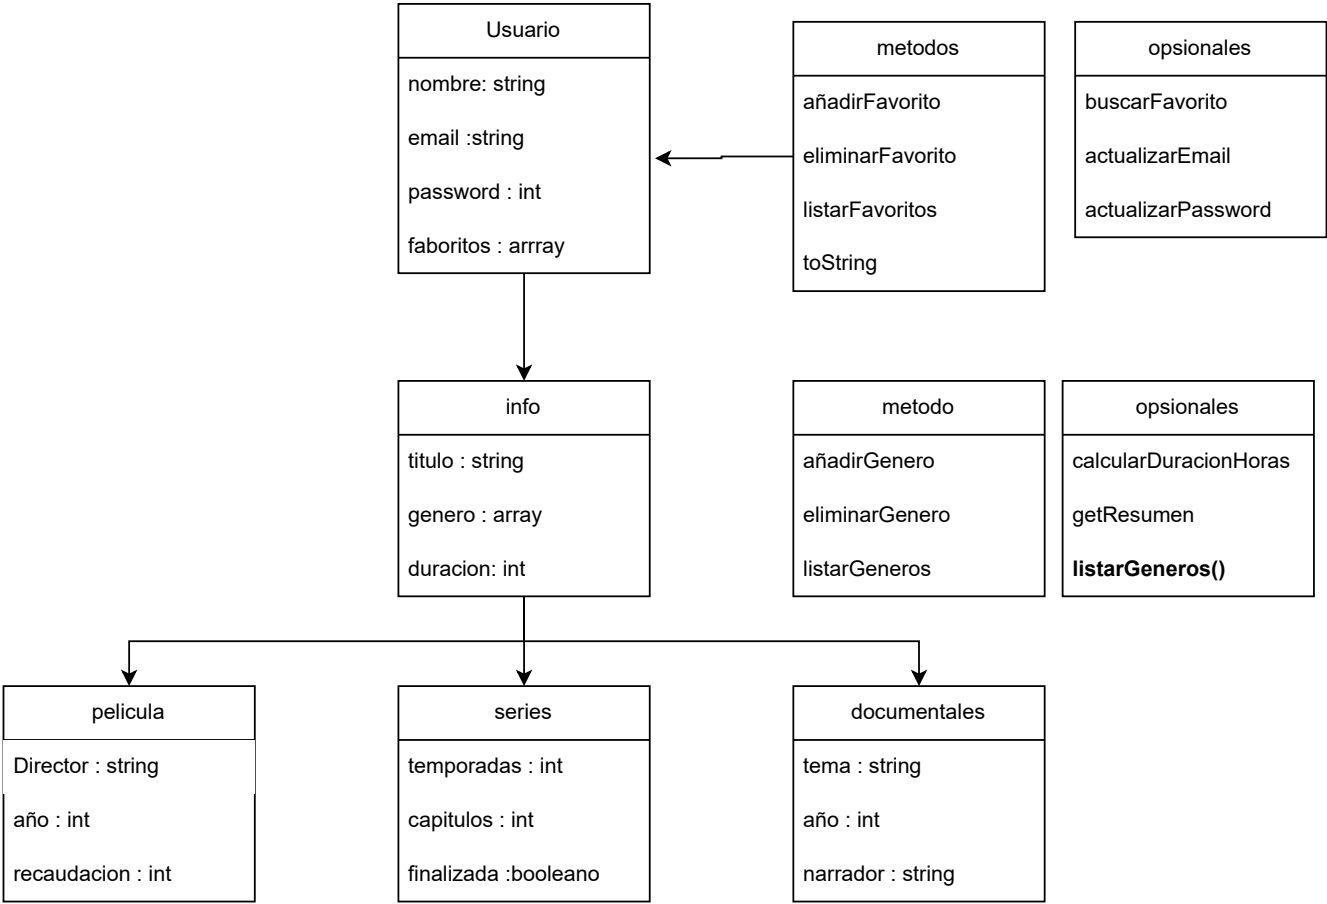 Usuario
nombre: string
email :string
password : int
faboritos : arrray
metodos
añadirFavorito
eliminarFavorito
listarFavoritos
toString
opsionales
buscarFavorito
actualizarEmail
actualizarPassword
info
titulo : string
genero : array
duracion: int
metodo
añadirGenero
eliminarGenero
listarGeneros
opsionales
calcularDuracionHoras
getResumen
listarGeneros()
pelicula
Director : string
año : int
recaudacion : int
series
temporadas : int
capitulos : int
finalizada :booleano
documentales
tema : string
año : int
narrador : string